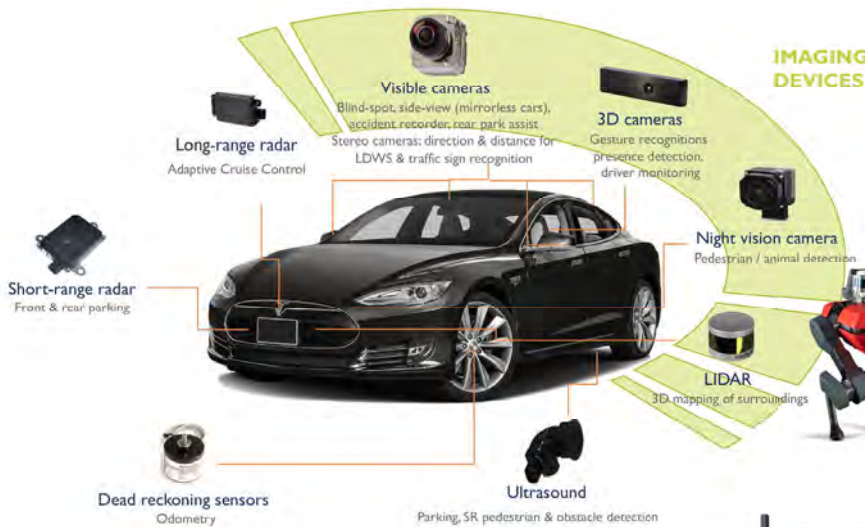 IMAGING
DEVICES
Visible cameras
Blind-spot, side-view (mirrorless cars),
accident recorder, rear park assist
Stereo cameras: direction & distance for
LDWS & traffic sign recognition
3D cameras
Gesture recognitions
presence detection,
driver monitoring
Long-range radar
Adaptive Cruise Control
Night vision camera
Pedestrian / animal detection
Short-range radar
Front & rear parking
LIDAR
3D mapping of surroundings
Dead reckoning sensors
Odometry
Ultrasound
Parking, SR pedestrian & obstacle detection